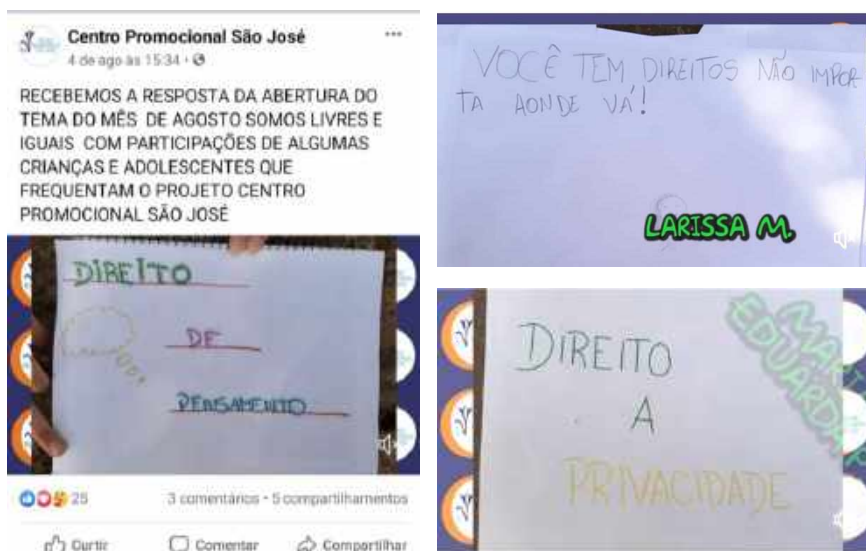 Centro Promocional São José
4 de ago às 15:34
RECEBEMOS A RESPOSTA DA ABERTURA DO
TEMA DO MÊS DE AGOSTO SOMOS LIVRES E
IGUAIS COM PARTICIPAÇÕES DE ALGUMAS
CRIANÇAS E ADOLESCENTES QUE
FREQUENTAM O PROJETO CENTRO
PROMOCIONAL SÃO JOSÉ
DIREITO
DE
PENSAMENTO
25
3 comentários • 5 compartilhamentos
Curtir Comentar Compartilhar
VOCÊ TEM DIREITOS NÃO IMPOR-
TA AONDE VÁ!
LARISSA M.
DIREITO
A
PRIVACIDADE
EDUARDA